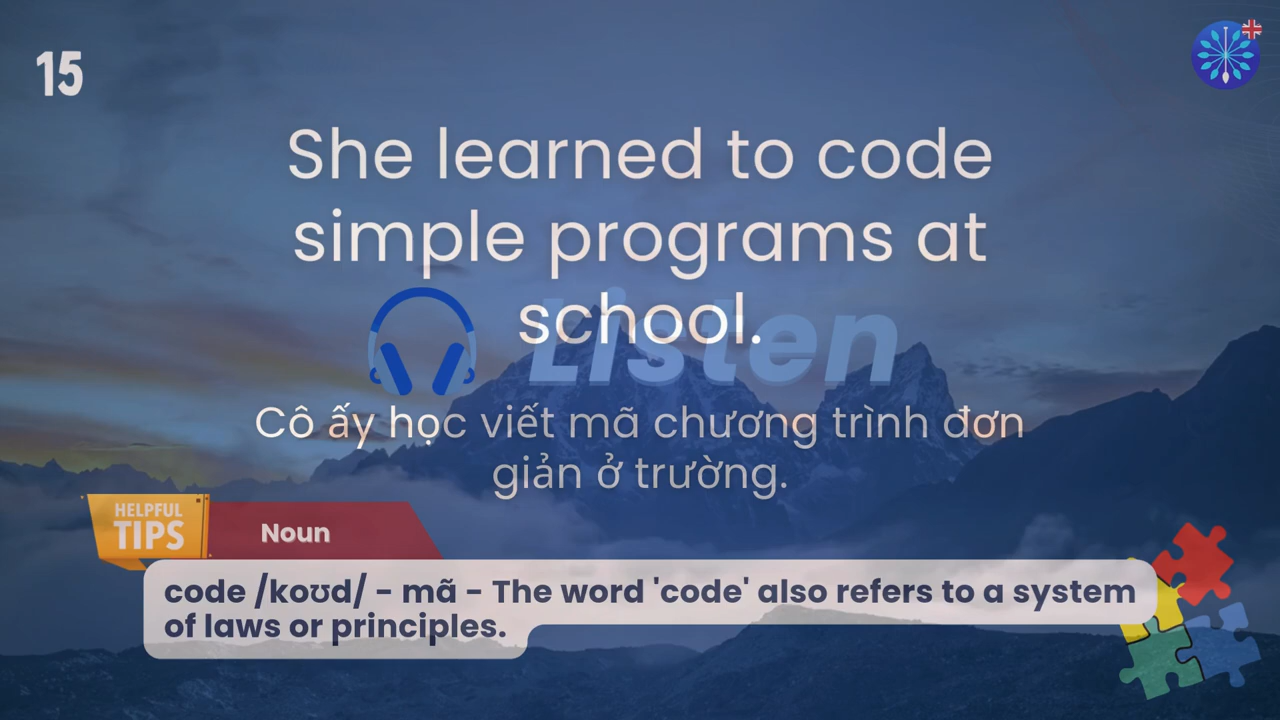 15
She learned to code
simple programs at
school.
Listen
Cô ấy học viết mã chương trình đơn
giản ở trường.
HELPFUL
TIPS
Noun
code /koʊd/ - mã - The word 'code' also refers to a system
of laws or principles.